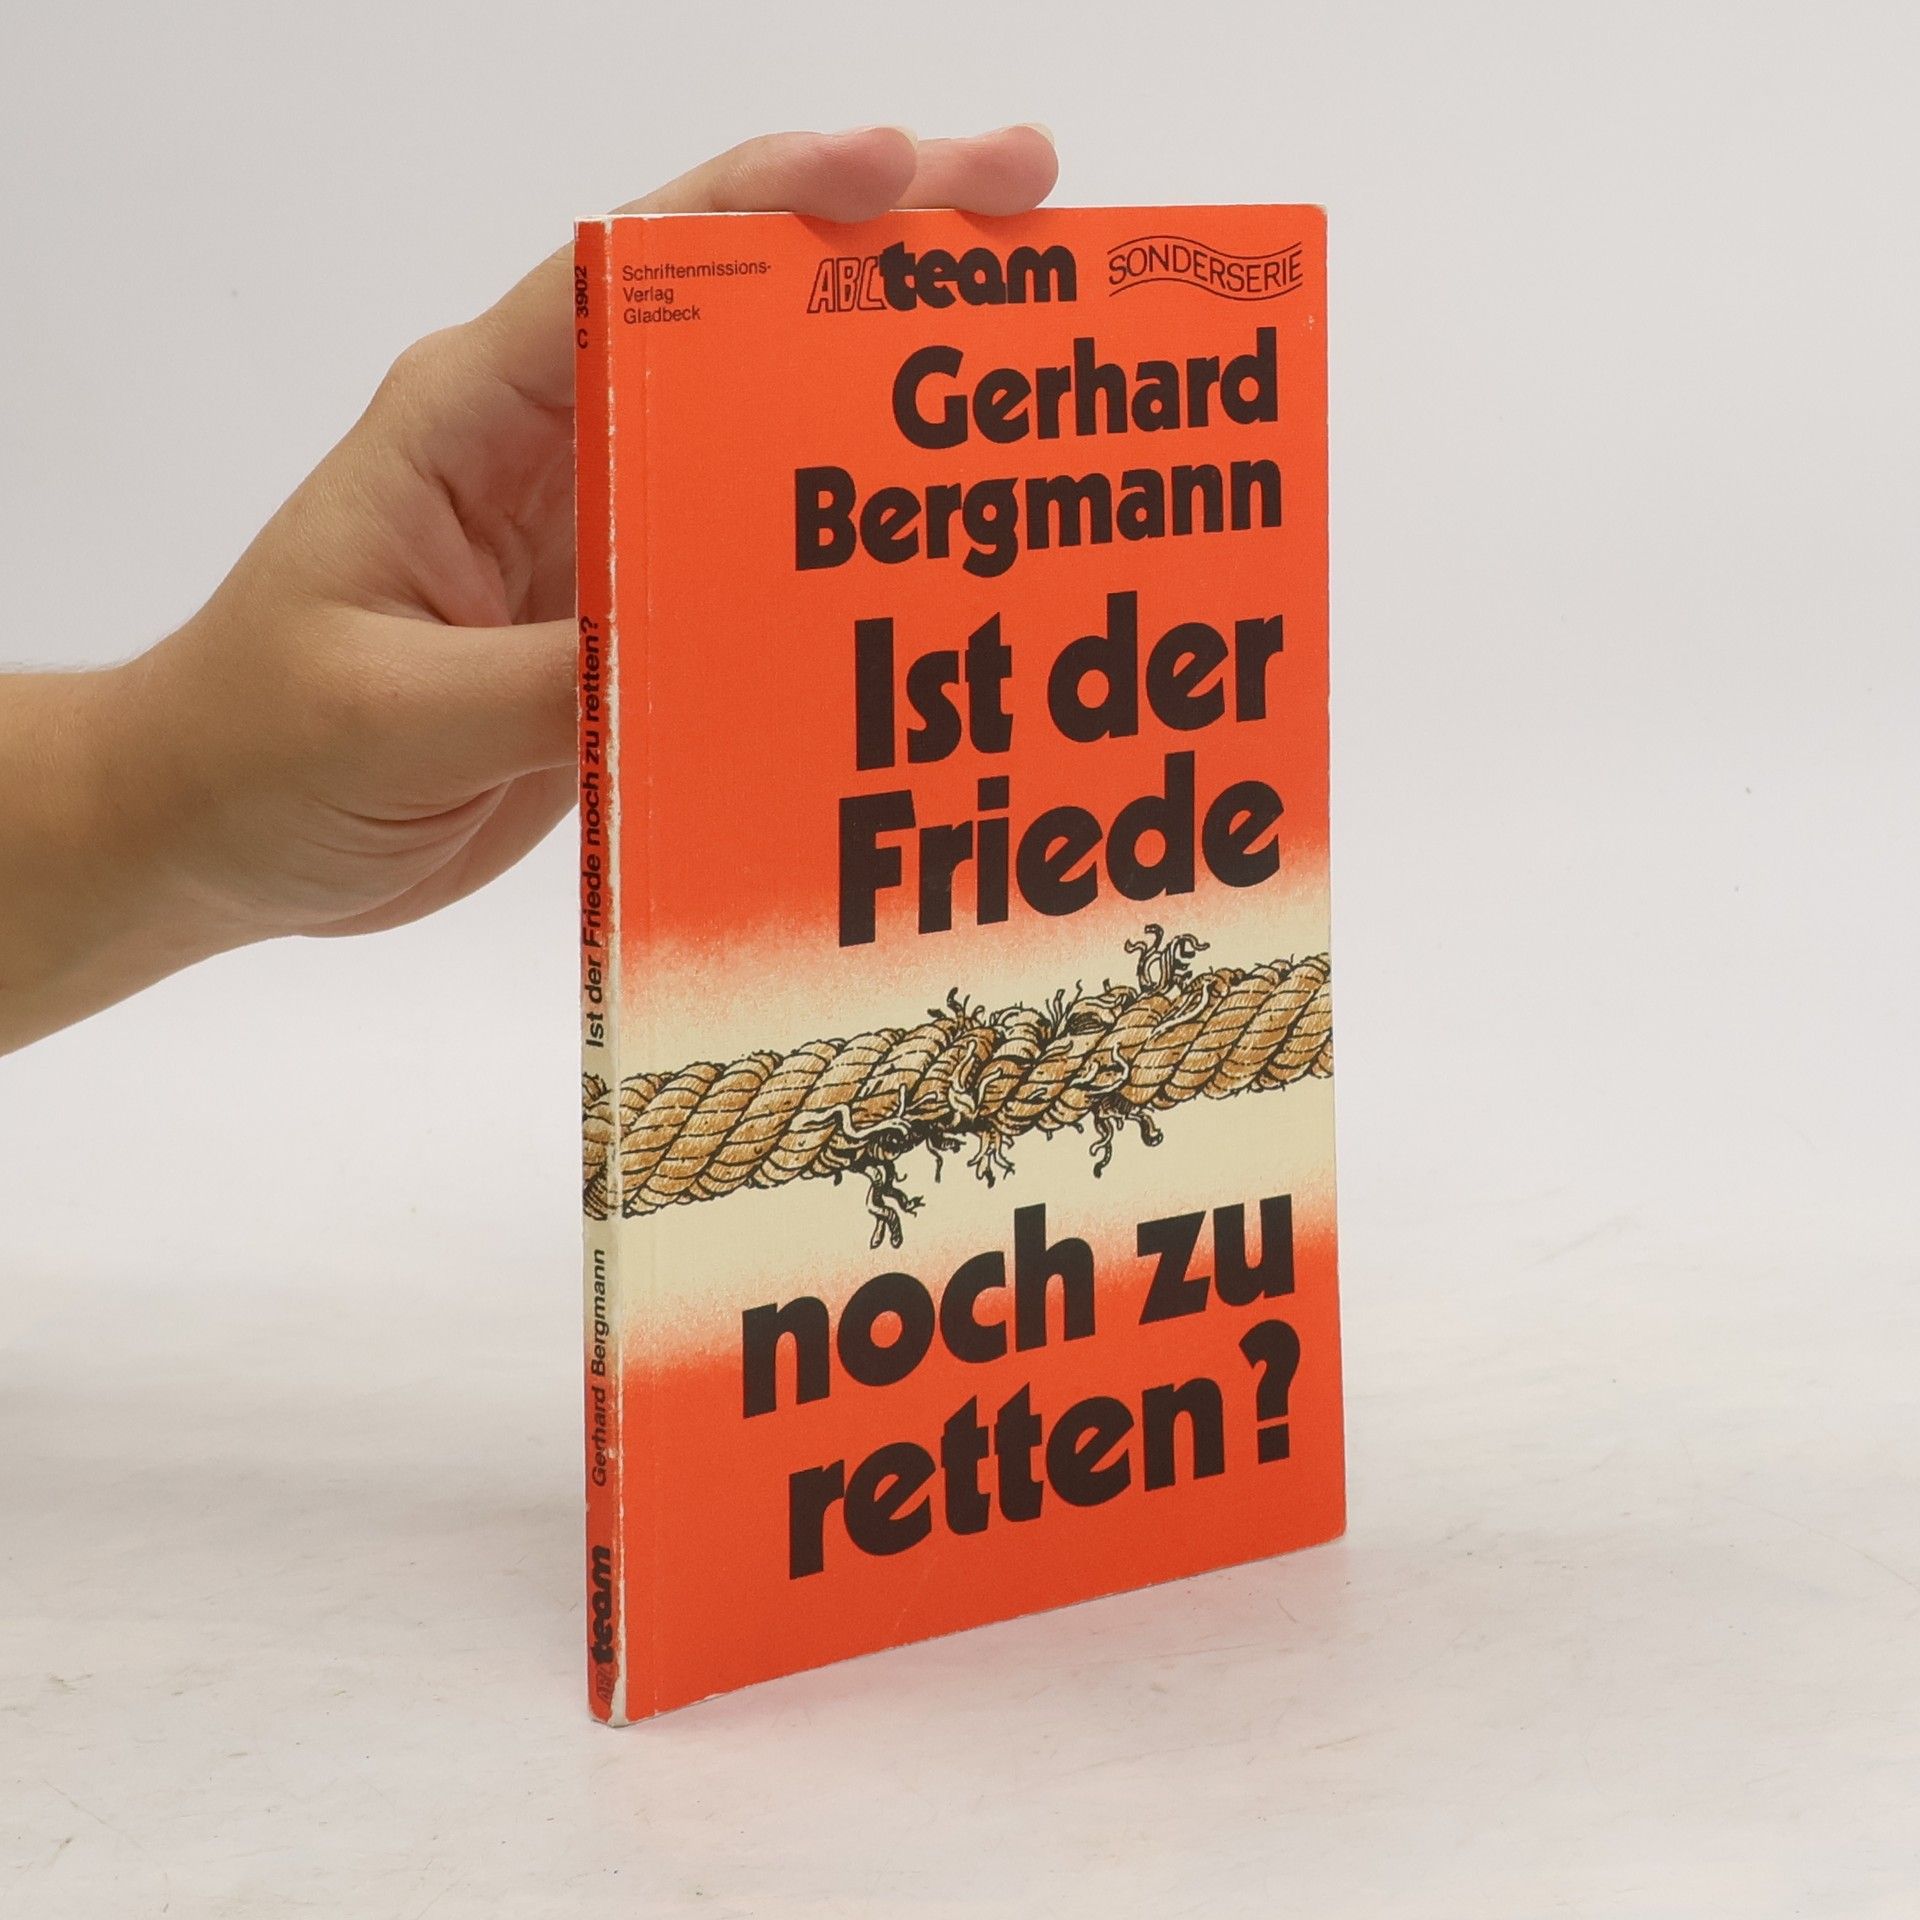 Schriftenmissions-
Verlag
Gladbeck
ABCteam
SONDERSERIE
Gerhard
Bergmann
Ist der
Friede
noch zu
retten?
C 3902
Ist der Friede noch zu retten?
Gerhard Bergmann
ABCteam